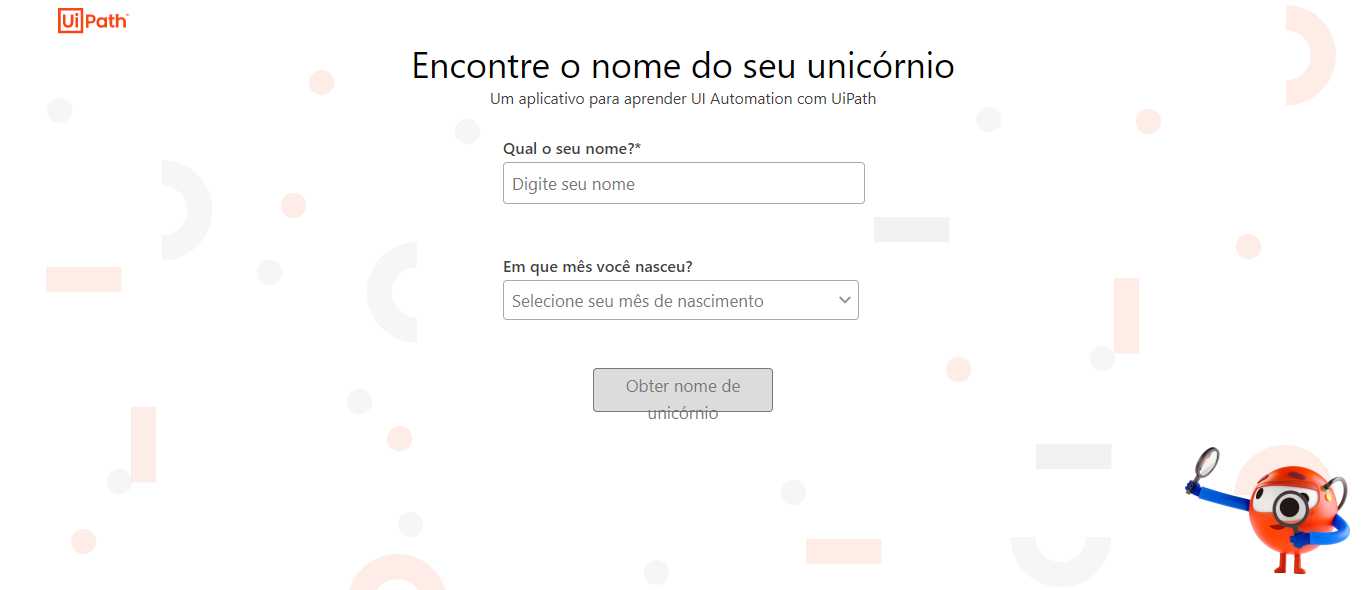 UiPath
Encontre o nome do seu unicórnio
Um aplicativo para aprender UI Automation com UiPath
Qual o seu nome?*
Digite seu nome
Em que mês você nasceu?
Selecione seu mês de nascimento
Obter nome de
unicórnio